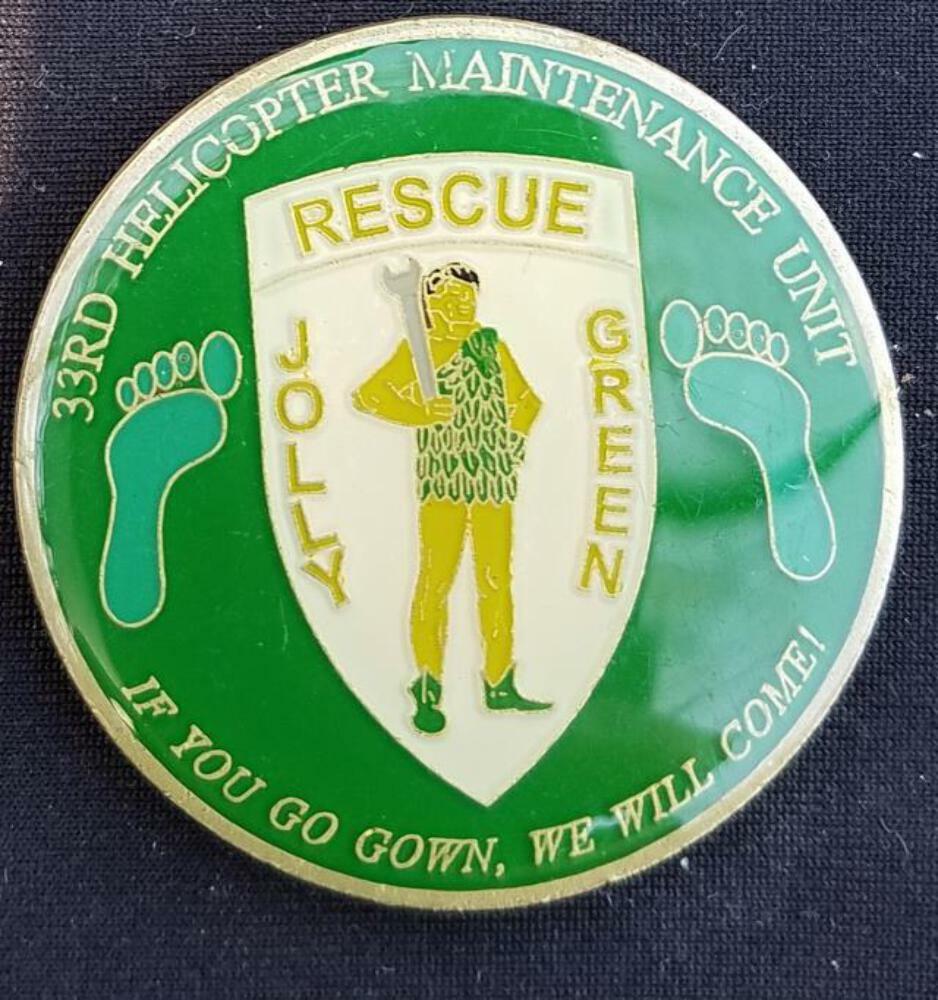 33RD HELICOPTER MAINTENANCE UNIT
RESCUE
JOLLY
GREEN
IF YOU GO GOWN, WE WILL COME!